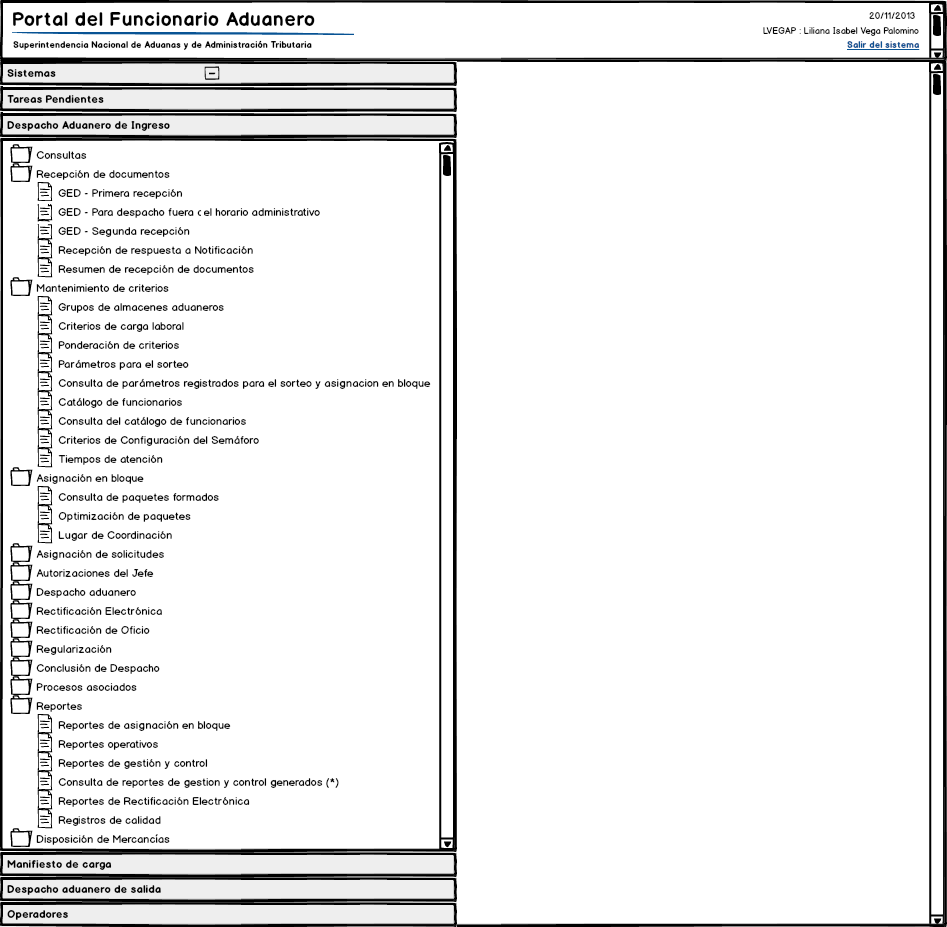 Portal del Funcionario Aduanero
20/11/2013
LVEGAP : Liliana Isabel Vega Palomino
Superintendencia Nacional de Aduanas y de Administración Tributaria
Salir del sistema
Sistemas
Tareas Pendientes
Despacho Aduanero de Ingreso
Consultas
Recepción de documentos
GED - Primera recepción
GED - Para despacho fuera del horario administrativo
GED - Segunda recepción
Recepción de respuesta a Notificación
Resumen de recepción de documentos
Mantenimiento de criterios
Grupos de almacenes aduaneros
Criterios de carga laboral
Ponderación de criterios
Parámetros para el sorteo
Consulta de parámetros registrados para el sorteo y asignacion en bloque
Catálogo de funcionarios
Consulta del catálogo de funcionarios
Criterios de Configuración del Semáforo
Tiempos de atención
Asignación en bloque
Consulta de paquetes formados
Optimización de paquetes
Lugar de Coordinación
Asignación de solicitudes
Autorizaciones del Jefe
Despacho aduanero
Rectificación Electrónica
Rectificación de Oficio
Regularización
Conclusión de Despacho
Procesos asociados
Reportes
Reportes de asignación en bloque
Reportes operativos
Reportes de gestión y control
Consulta de reportes de gestion y control generados (*)
Reportes de Rectificación Electrónica
Registros de calidad
Disposición de Mercancías
Manifiesto de carga
Despacho aduanero de salida
Operadores